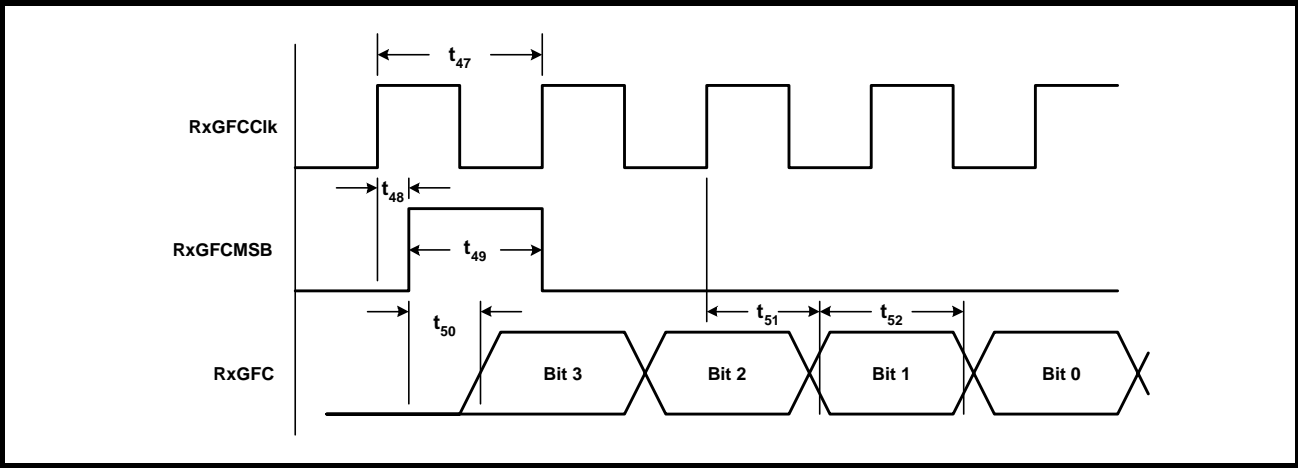 t47
RxGFCClk
t48
RxGFCMSB
t49
t50
t51
t52
RxGFC
Bit 3
Bit 2
Bit 1
Bit 0